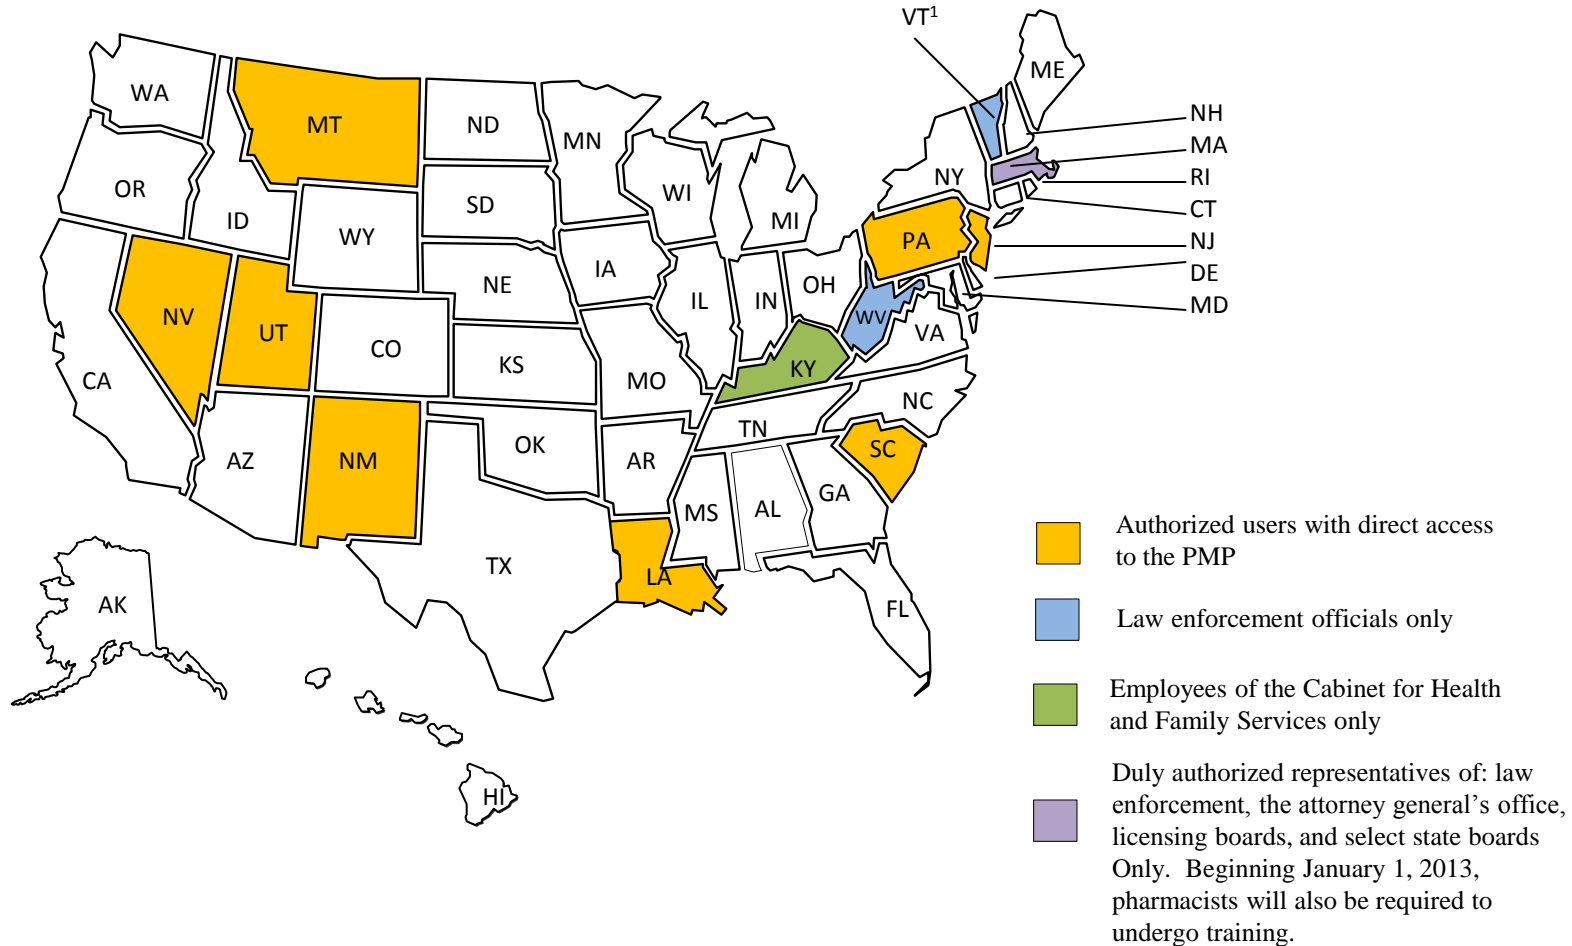 VT¹
ME
WA
MT
ND
MN
NH
MA
RI
CT
NJ
DE
MD
OR
ID
WY
SD
WI
MI
NY
PA
NE
IA
IL
IN
OH
WV
VA
NV
UT
CO
KS
MO
KY
CA
NC
TN
AZ
NM
OK
AR
SC
MS
AL
GA
TX
LA
FL
AK
HI
Authorized users with direct access
to the PMP
Law enforcement officials only
Employees of the Cabinet for Health
and Family Services only
Duly authorized representatives of: law
enforcement, the attorney general’s office,
licensing boards, and select state boards
Only.  Beginning January 1, 2013,
pharmacists will also be required to
undergo training.